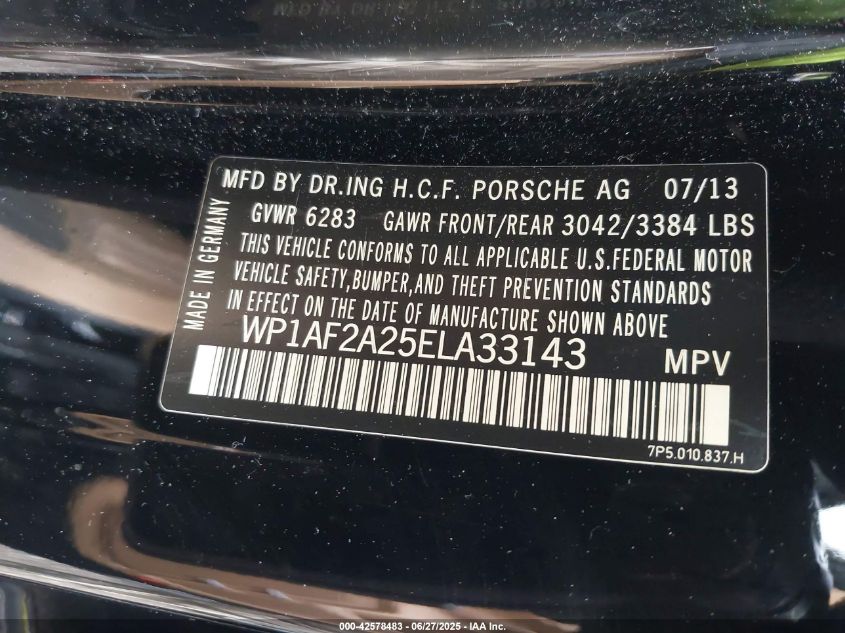 MFD BY DR.ING H.C.F. PORSCHE AG 07/13
GVWR 6283 GAWR FRONT/REAR 3042/3384 LBS
THIS VEHICLE CONFORMS TO ALL APPLICABLE U.S.FEDERAL MOTOR
VEHICLE SAFETY,BUMPER,AND THEFT PREVENTION STANDARDS
IN EFFECT ON THE DATE OF MANUFACTURE SHOWN ABOVE
MADE IN GERMANY
WP1AF2A25ELA33143 MPV
7P5.010.837.H
000-42578483 - 06/27/2025 - IAA Inc.